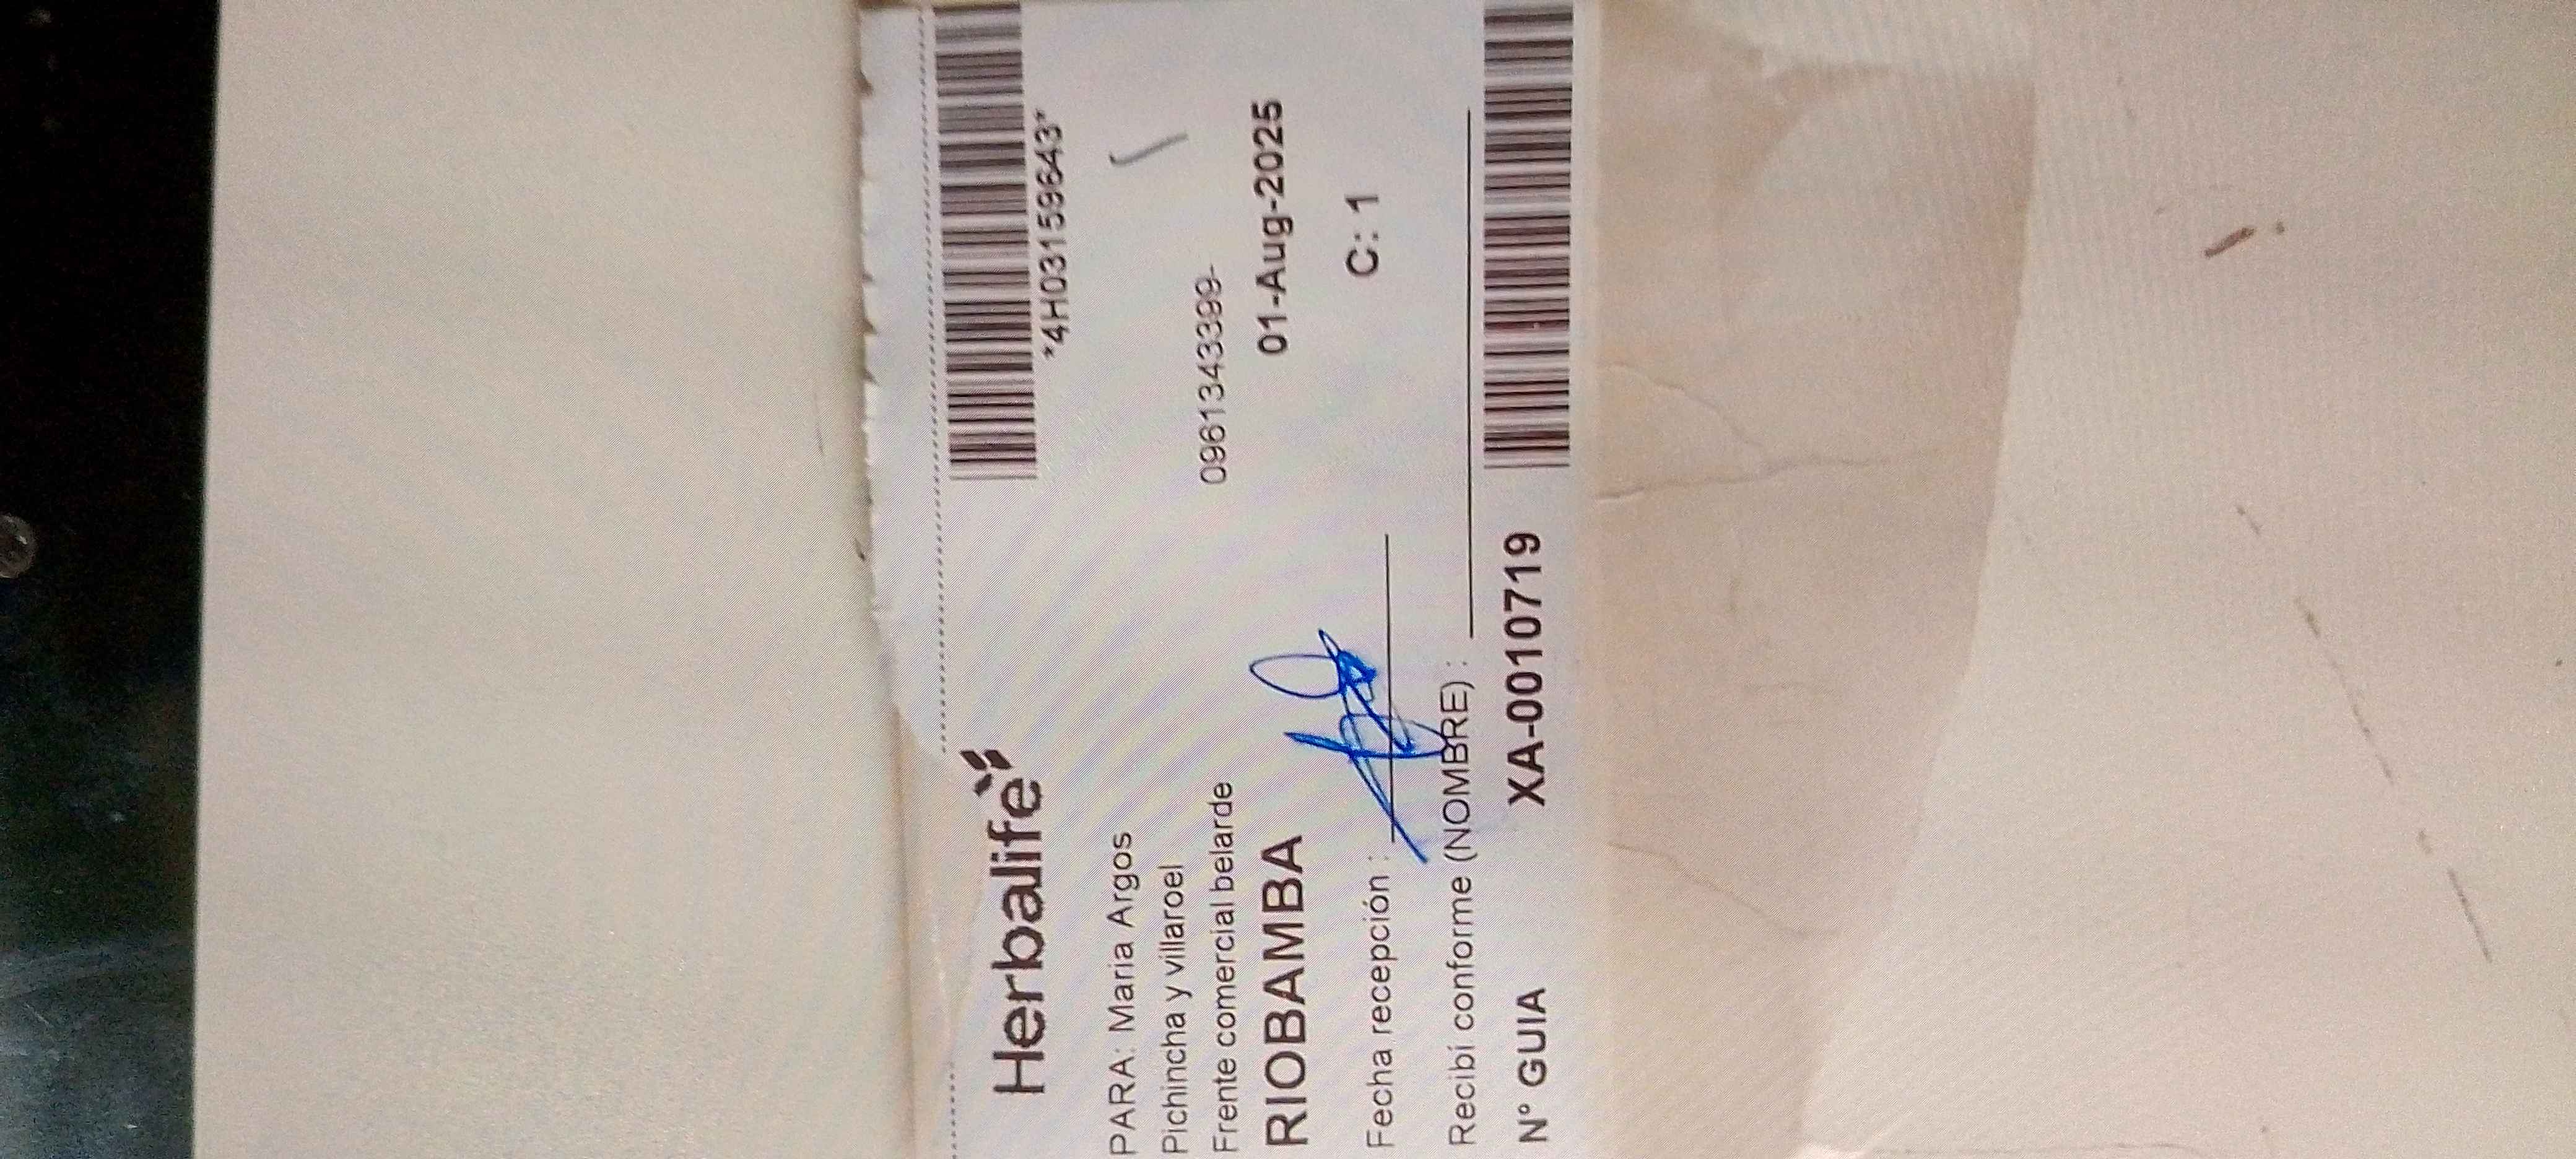 Herbalife
*4H03159643*
PARA: Maria Argos
Pichincha y villaroel
Frente comercial belarde
0961343399-
RIOBAMBA
01-Aug-2025
Fecha recepción :
C: 1
Recibí conforme (NOMBRE) :
N° GUIA XA-0010719